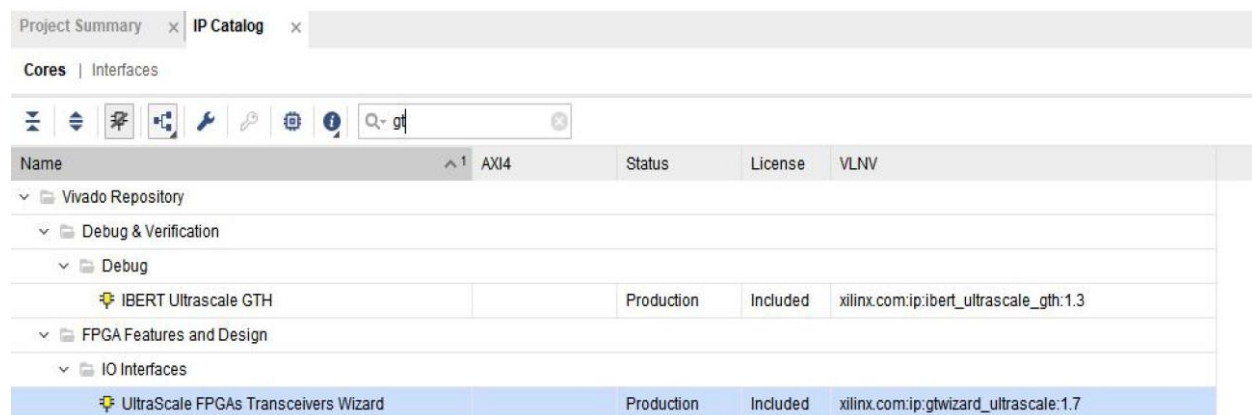 Project Summary × IP Catalog ×
Cores | Interfaces
gt
Name 1 AXI4 Status License VLNV
Vivado Repository
Debug & Verification
Debug
IBERT Ultrascale GTH Production Included xilinx.com:ip:ibert_ultrascale_gth:1.3
FPGA Features and Design
IO Interfaces
UltraScale FPGAs Transceivers Wizard Production Included xilinx.com:ip:gtwizard_ultrascale:1.7